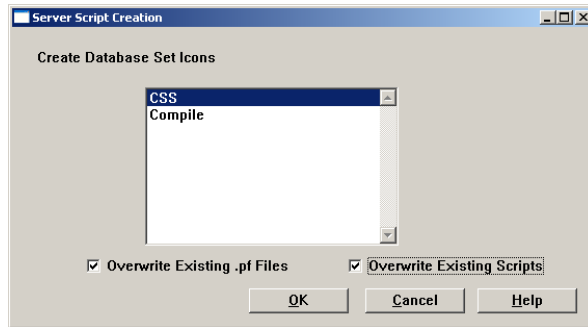 Server Script Creation
Create Database Set Icons
CSS
Compile
Overwrite Existing .pf Files
Overwrite Existing Scripts
OK
Cancel
Help